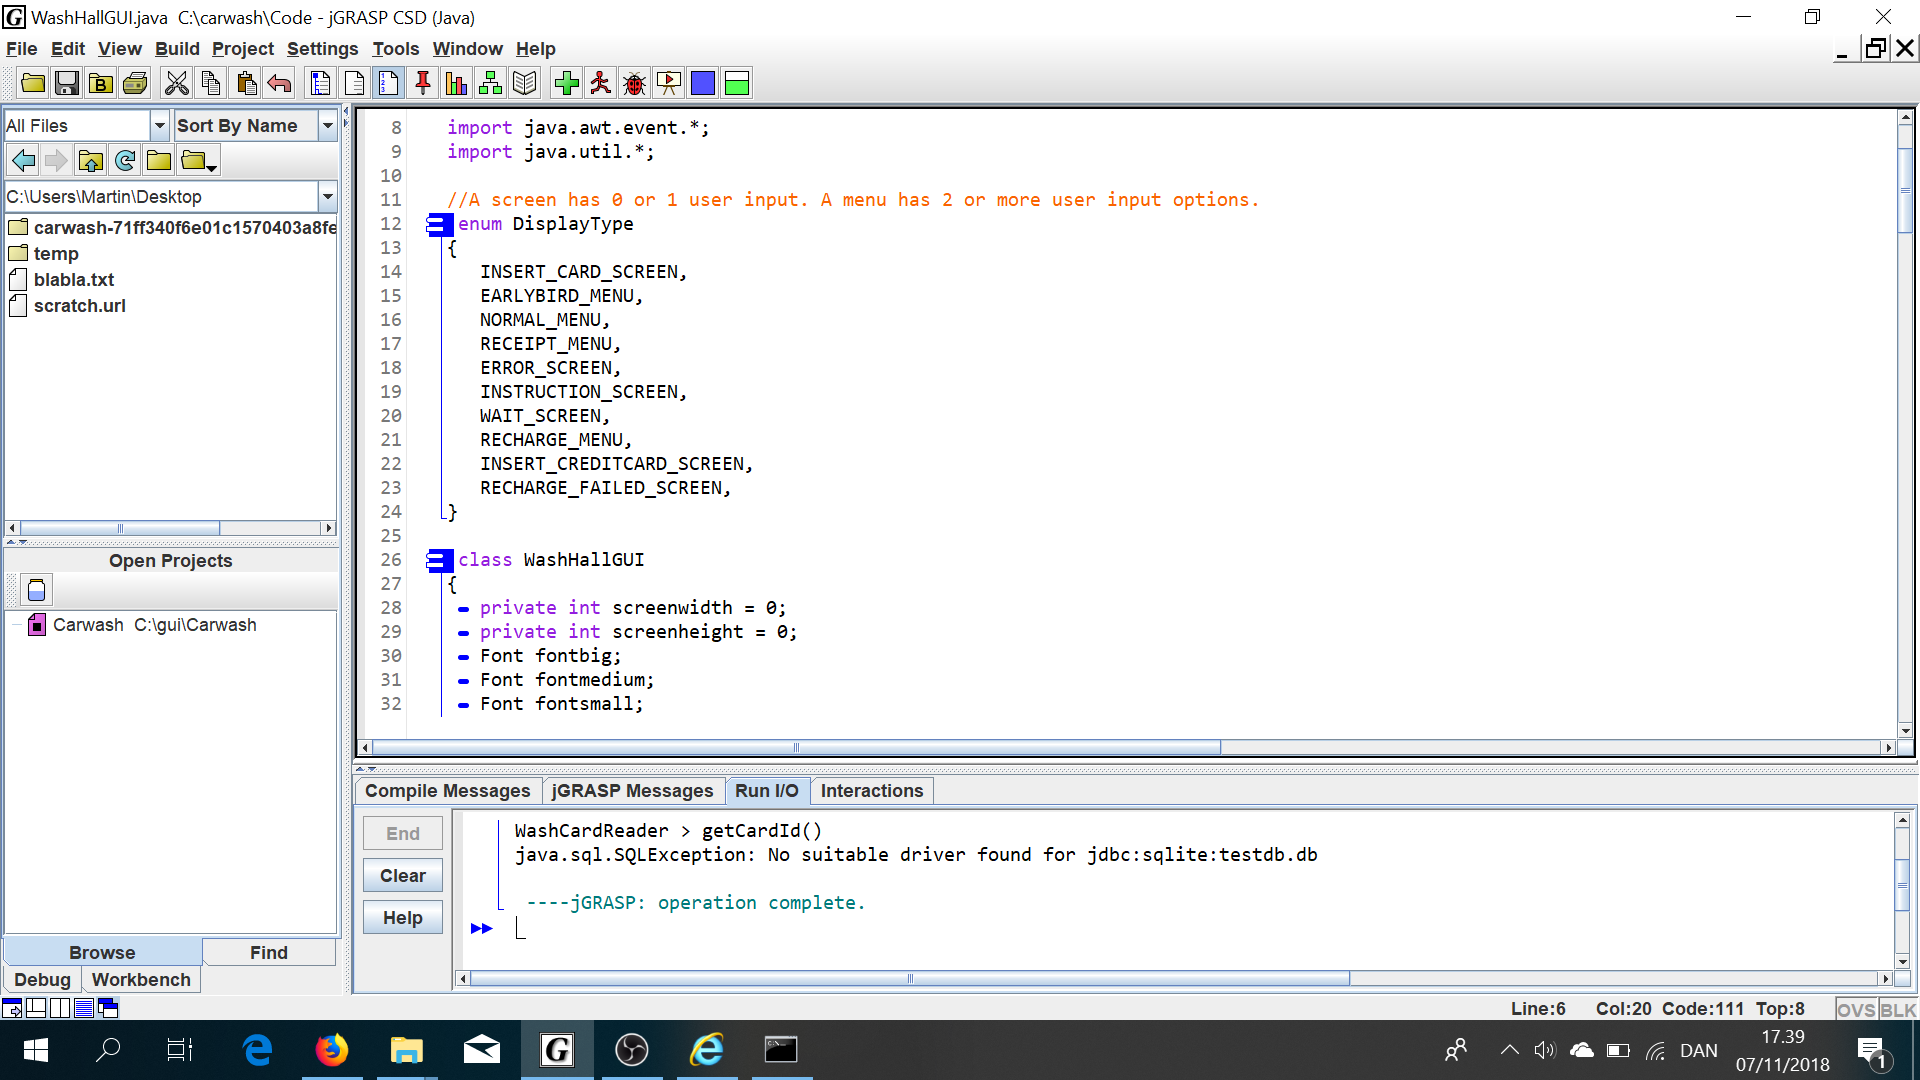 WashHallGUI.java  C:\carwash\Code - jGRASP CSD (Java)
File Edit View Build Project Settings Tools Window Help
All Files
Sort By Name
C:\Users\Martin\Desktop
carwash-71ff340f6e01c1570403a8fe
temp
blabla.txt
scratch.url
Open Projects
Carwash  C:\gui\Carwash
Browse
Find
Debug
Workbench
8 import java.awt.event.*;
9 import java.util.*;
10
11 //A screen has 0 or 1 user input. A menu has 2 or more user input options.
12 enum DisplayType
13 {
14 INSERT_CARD_SCREEN,
15 EARLYBIRD_MENU,
16 NORMAL_MENU,
17 RECEIPT_MENU,
18 ERROR_SCREEN,
19 INSTRUCTION_SCREEN,
20 WAIT_SCREEN,
21 RECHARGE_MENU,
22 INSERT_CREDITCARD_SCREEN,
23 RECHARGE_FAILED_SCREEN,
24 }
25
26 class WashHallGUI
27 {
28 private int screenwidth = 0;
29 private int screenheight = 0;
30 Font fontbig;
31 Font fontmedium;
32 Font fontsmall;
Compile Messages
jGRASP Messages
Run I/O
Interactions
End
Clear
Help
WashCardReader > getCardId()
java.sql.SQLException: No suitable driver found for jdbc:sqlite:testdb.db
----jGRASP: operation complete.
Line:6 Col:20 Code:111 Top:8 OVS BLK
DAN
17.39
07/11/2018
1